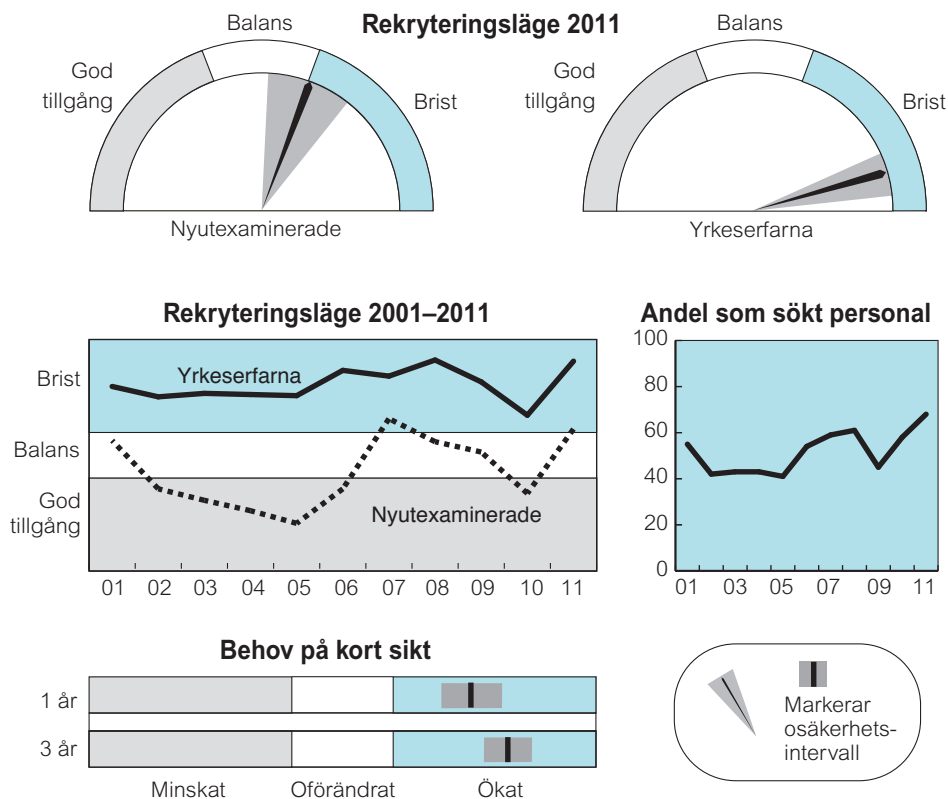 Rekryteringsläge 2011
Balans
God
tillgång
Brist
Nyutexaminerade
Balans
God
tillgång
Brist
Yrkeserfarna
Rekryteringsläge 2001–2011
Brist
Balans
God
tillgång
Yrkeserfarna
Nyutexaminerade
01 02 03 04 05 06 07 08 09 10 11
Andel som sökt personal
100
80
60
40
20
0
01 03 05 07 09 11
Behov på kort sikt
1 år
3 år
Minskat Oförändrat Ökat
Markerar
osäkerhets-
intervall